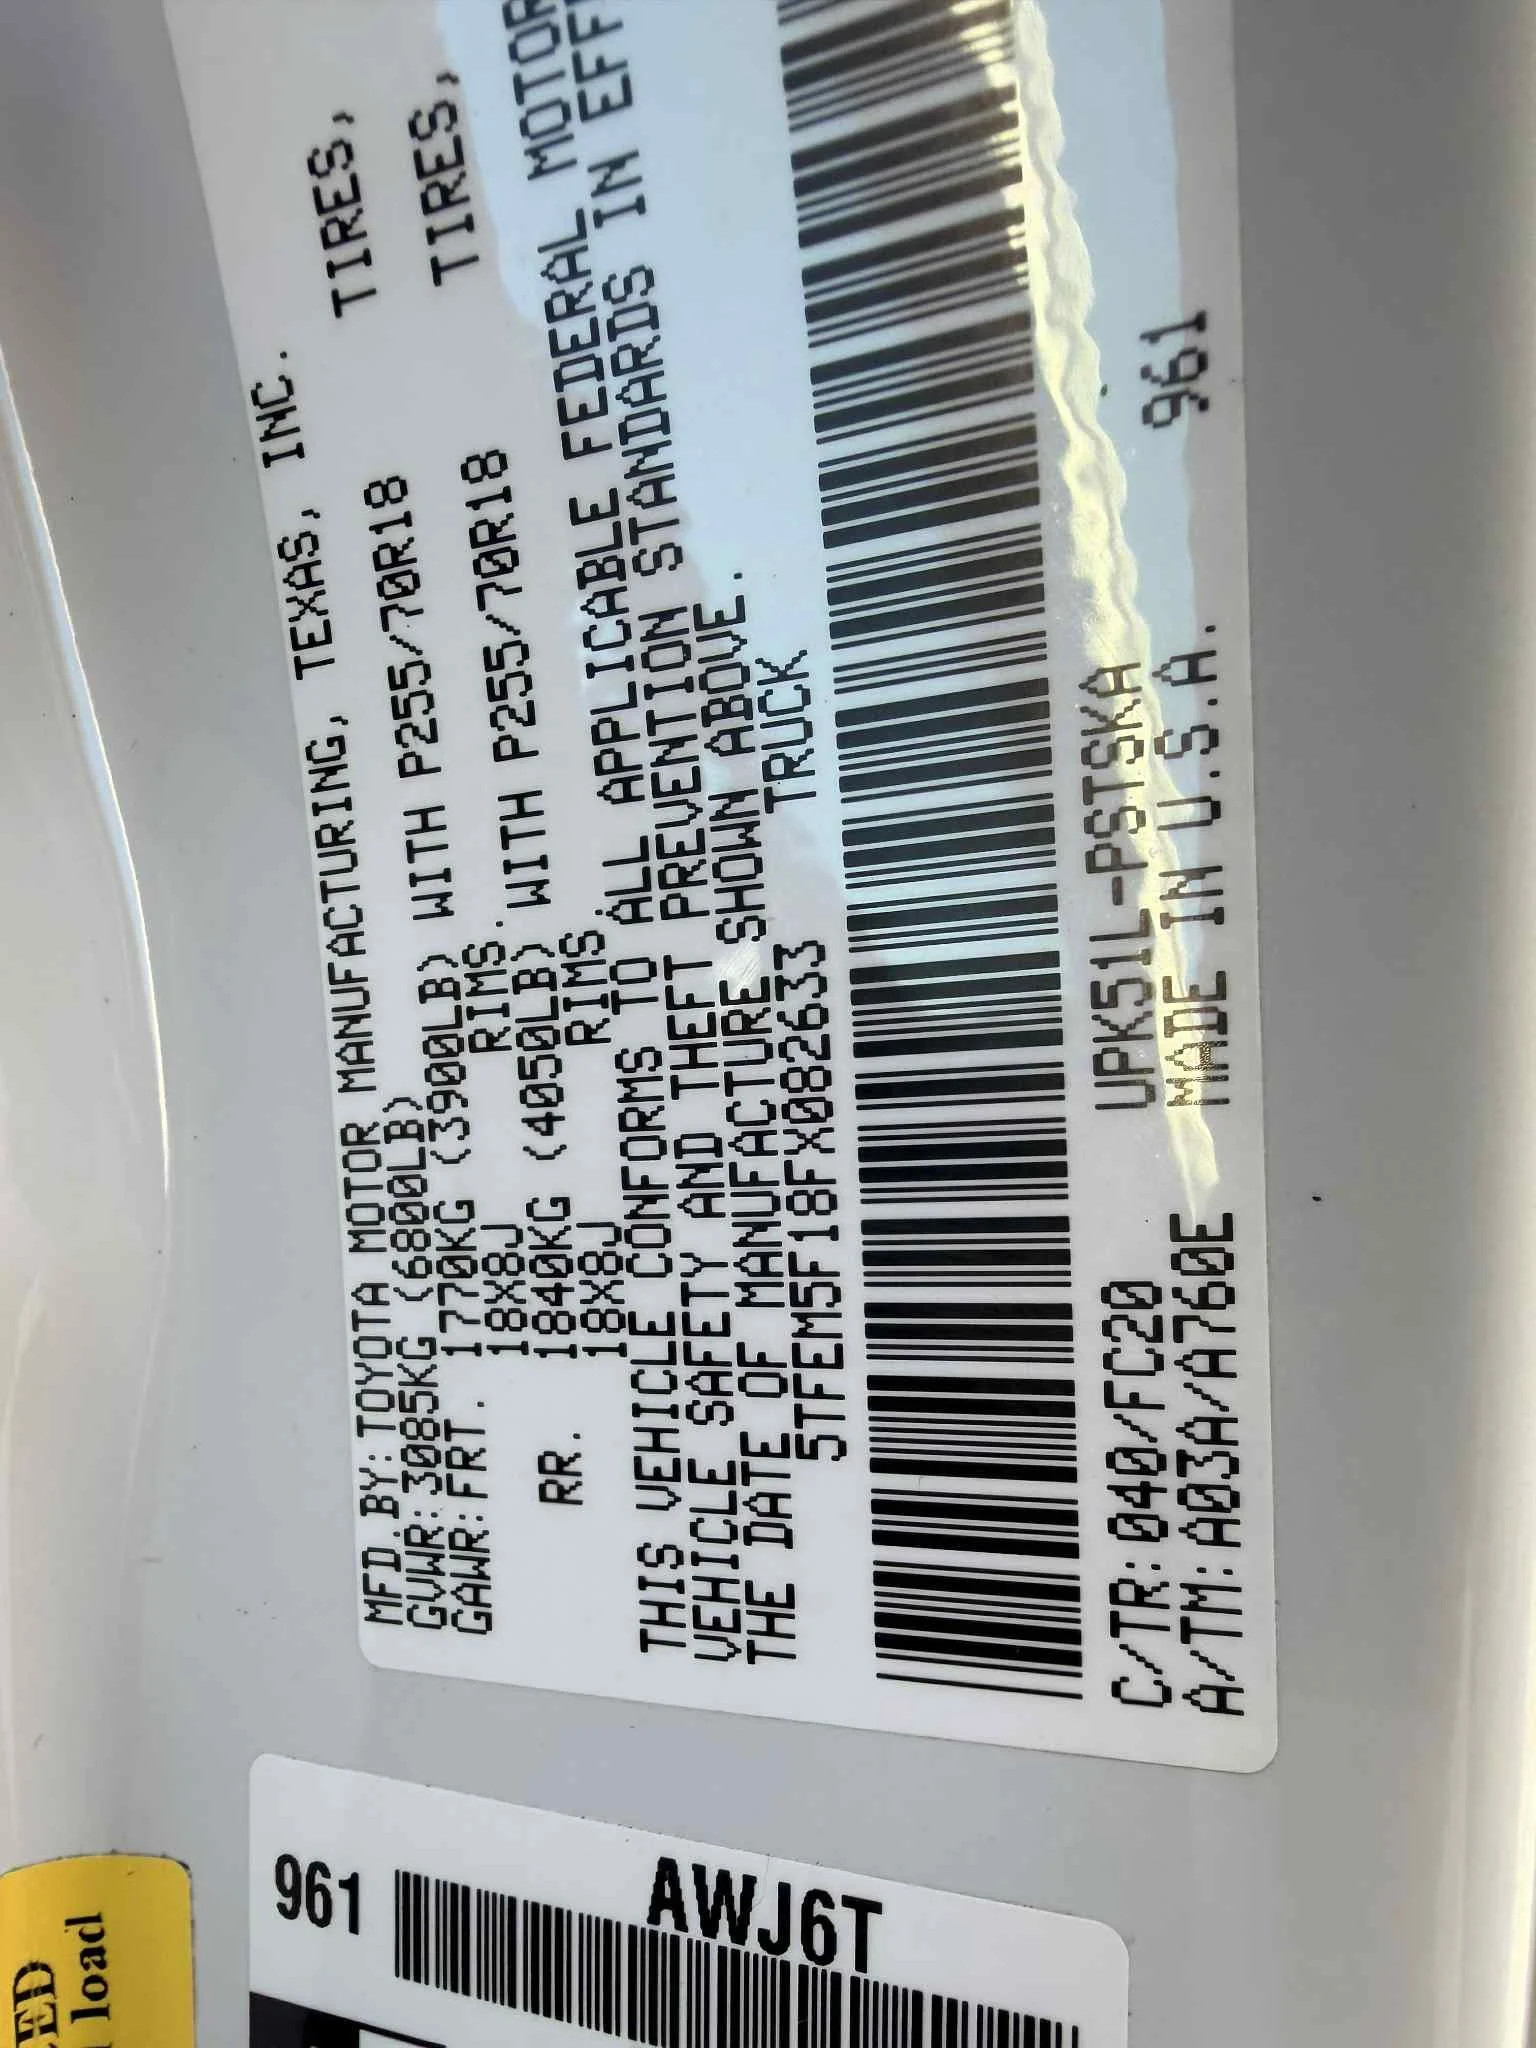 MFD.BY:TOYOTA MOTOR MANUFACTURING, TEXAS, INC.
GVWR:3085KG (6800LB)
GAWR:FRT. 1770KG (3900LB) WITH P255/70R18 TIRES,
18X8J RIMS.
RR. 1840KG (4050LB) WITH P255/70R18 TIRES,
18X8J RIMS.
THIS VEHICLE CONFORMS TO ALL APPLICABLE FEDERAL MOTOR
VEHICLE SAFETY AND THEFT PREVENTION STANDARDS IN
THE DATE OF MANUFACTURE SHOWN ABOVE.
5TFEM5F18FX082633 TRUCK
C/TR:040/FC20 UPK51L-PSTSKA 961
A/TM:A03A/A760E MADE IN U.S.A.
961
AWJ6T
load